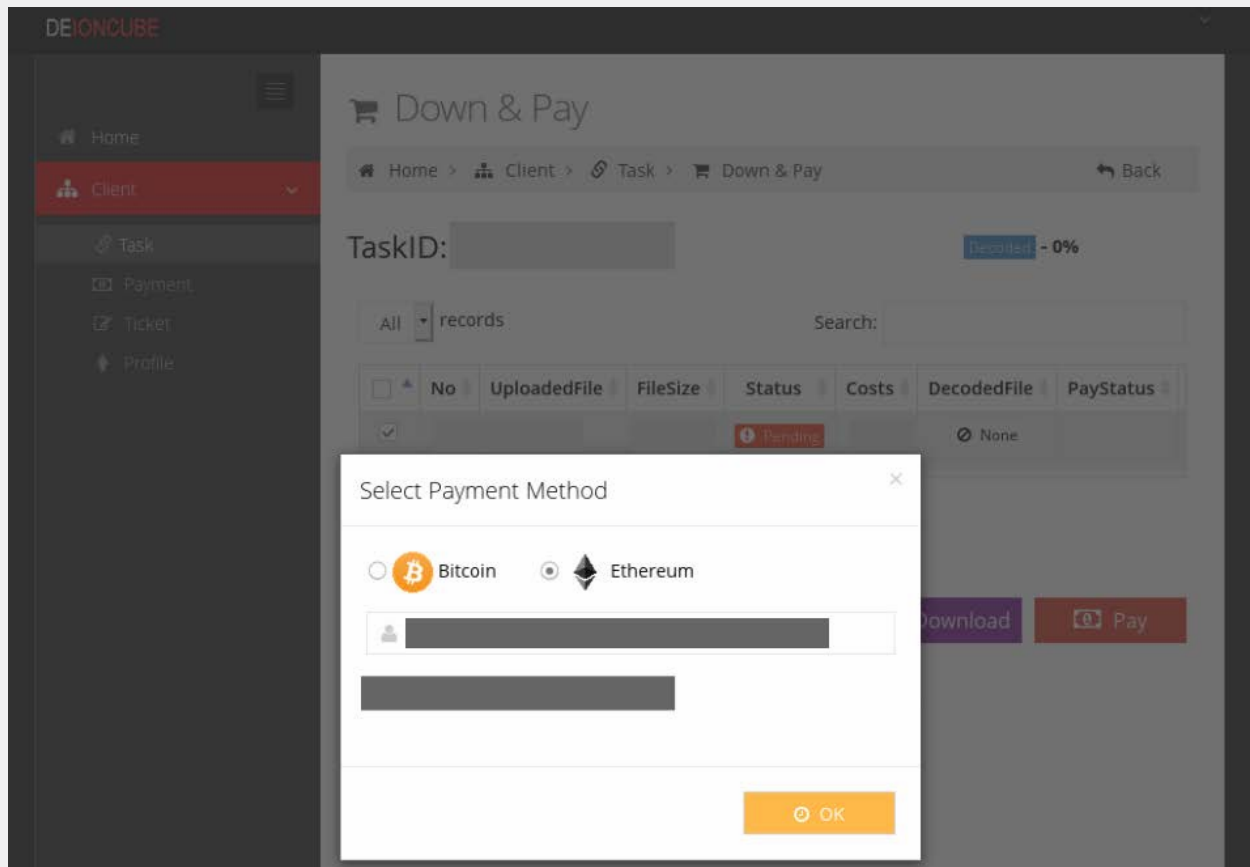 DEIONCUBE
Home
Client
Task
Payment
Ticket
Profile
Down & Pay
Home > Client > Task > Down & Pay
Back
TaskID:
Decoded - 0%
All records
Search:
No UploadedFile FileSize Status Costs DecodedFile PayStatus
Pending None
Select Payment Method
×
Bitcoin Ethereum
Download Pay
OK